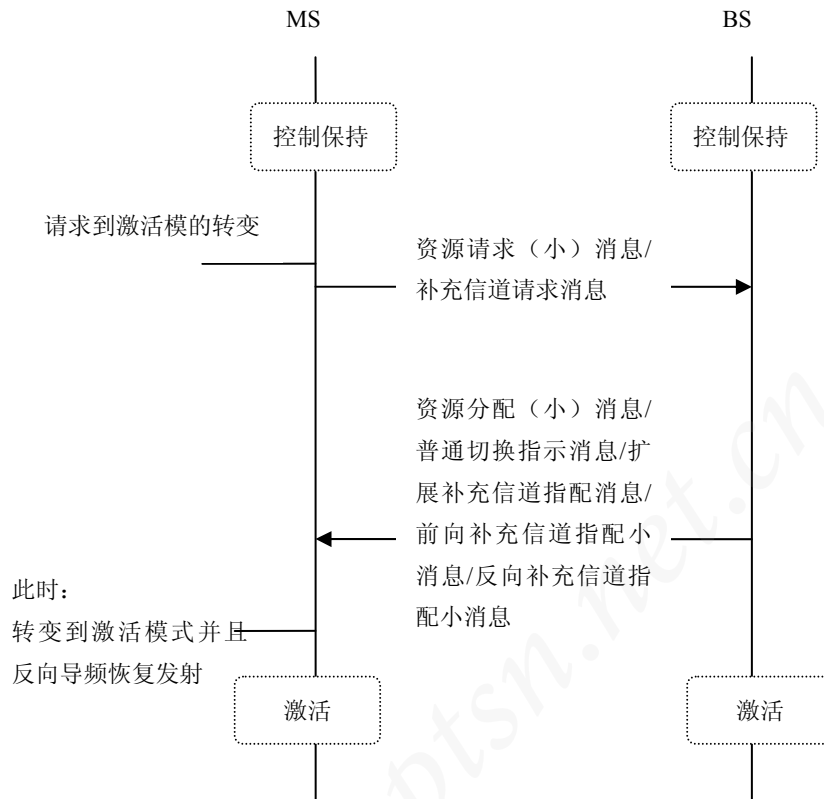 MS
BS
控制保持
控制保持
请求到激活模的转变
资源请求（小）消息/
补充信道请求消息
资源分配（小）消息/
普通切换指示消息/扩
展补充信道指配消息/
前向补充信道指配小
消息/反向补充信道指
配小消息
此时：
转变到激活模式并且
反向导频恢复发射
激活
激活
ptsn.net.cn